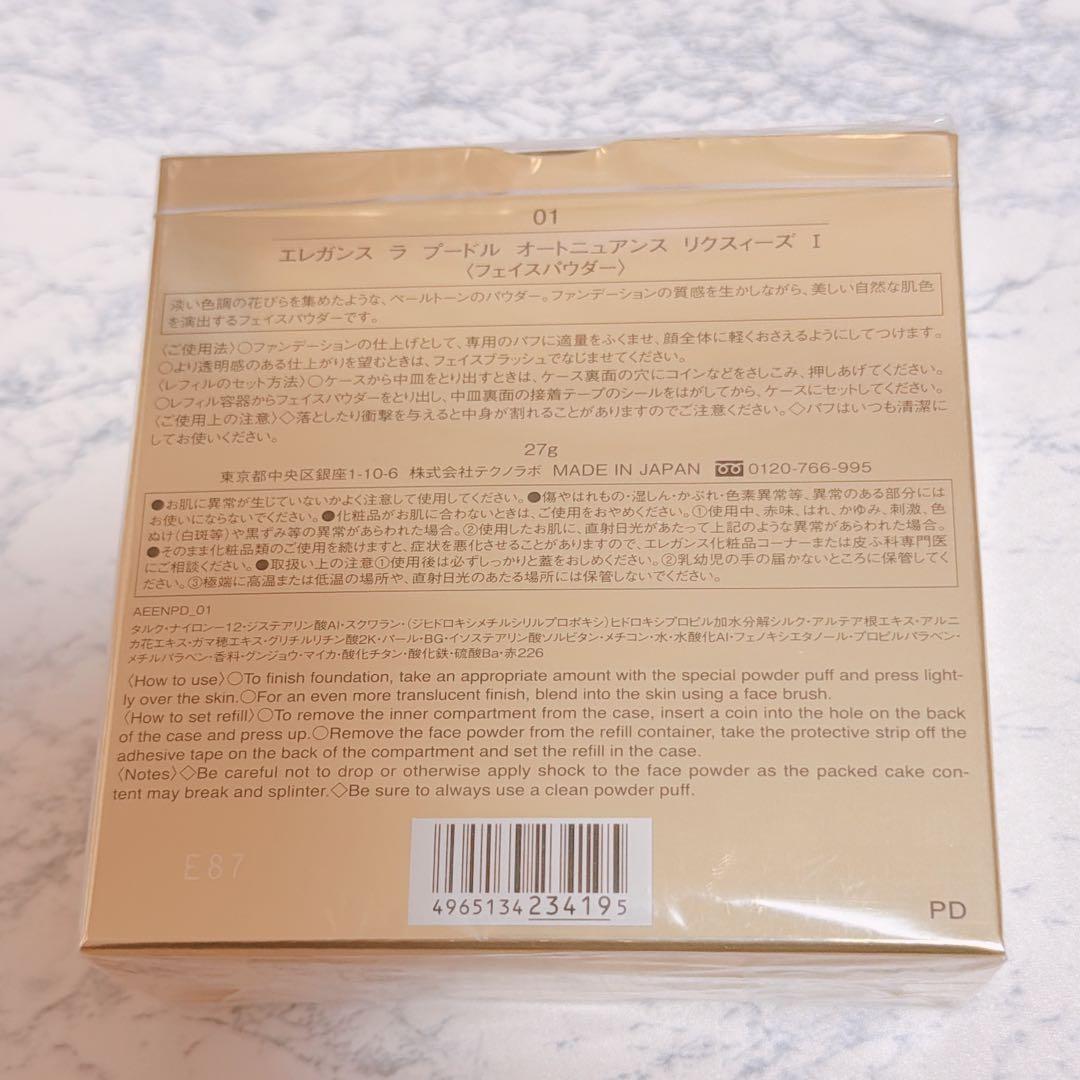 01
エレガンス ラ プードル オートニュアンス リクスィーズ I
〈フェイスパウダー〉
淡い色調の花びらを集めたような、ペールトーンのパウダー。ファンデーションの質感を生かしながら、美しい自然な肌色
を演出するフェイスパウダーです。
〈ご使用法〉○ファンデーションの仕上げとして、専用のパフに適量をふくませ、顔全体に軽くおさえるようにしてつけます。
○より透明感のある仕上がりを望むときは、フェイスブラッシュでなじませてください。
〈レフィルのセット方法〉○ケースから中皿をとり出すときは、ケース裏面の穴にコインなどをさしこみ、押しあげてください。
○レフィル容器からフェイスパウダーをとり出し、中皿裏面の接着テープのシールをはがしてから、ケースにセットしてください。
〈ご使用上の注意〉◇落としたり衝撃を与えると中身が割れることがありますのでご注意ください。◇パフはいつも清潔に
してお使いください。
27g
東京都中央区銀座1-10-6 株式会社テクノラボ MADE IN JAPAN 0120-766-995
●お肌に異常が生じていないかよく注意して使用してください。●傷やはれもの・湿しん・かぶれ・色素異常等、異常のある部分には
お使いにならないでください。●化粧品がお肌に合わないときは、ご使用をおやめください。①使用中、赤味、はれ、かゆみ、刺激、色
ぬけ(白斑等)や黒ずみ等の異常があらわれた場合。②使用したお肌に、直射日光があたって上記のような異常があらわれた場合。
●そのまま化粧品類のご使用を続けますと、症状を悪化させることがありますので、エレガンス化粧品コーナーまたは皮ふ科専門医
にご相談ください。●取扱い上の注意①使用後は必ずしっかりと蓋をおしめください。②乳幼児の手の届かないところに保管してく
ださい。③極端に高温または低温の場所や、直射日光のあたる場所には保管しないでください。
AEENPD_01
タルク・ナイロン-12・ジステアリン酸Al・スクワラン・(ジヒドロキシメチルシリルプロポキシ)ヒドロキシプロピル加水分解シルク・アルテア根エキス・アルニ
カ花エキス・ガマ穂エキス・グリチルリチン酸2K・パール・BG・イソステアリン酸ソルビタン・メチコン・水・水酸化Al・フェノキシエタノール・プロピルパラベン・
メチルパラベン・香料・グンジョウ・マイカ・酸化チタン・酸化鉄・硫酸Ba・赤226
〈How to use〉○To finish foundation, take an appropriate amount with the special powder puff and press light-
ly over the skin.○For an even more translucent finish, blend into the skin using a face brush.
〈How to set refill〉○To remove the inner compartment from the case, insert a coin into the hole on the back
of the case and press up.○Remove the face powder from the refill container, take the protective strip off the
adhesive tape on the back of the compartment and set the refill in the case.
〈Notes〉◇Be careful not to drop or otherwise apply shock to the face powder as the packed cake con-
tent may break and splinter.◇Be sure to always use a clean powder puff.
E87
4965134234195
PD